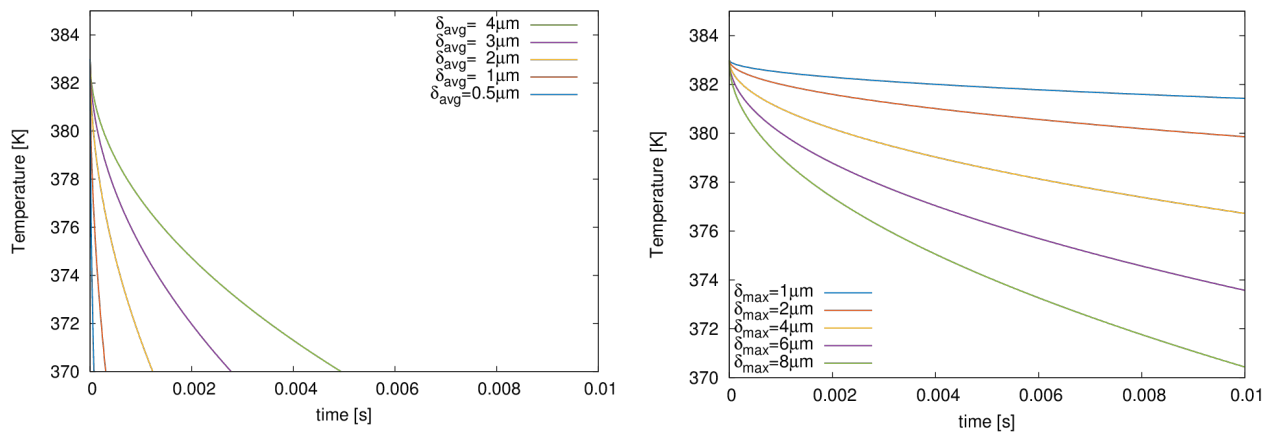 384
382
380
378
376
374
372
370
Temperature [K]
0
0.002
0.004
0.006
0.008
0.01
time [s]
δavg= 4μm
δavg= 3μm
δavg= 2μm
δavg= 1μm
δavg=0.5μm
384
382
380
378
376
374
372
370
Temperature [K]
0
0.002
0.004
0.006
0.008
0.01
time [s]
δmax=1μm
δmax=2μm
δmax=4μm
δmax=6μm
δmax=8μm